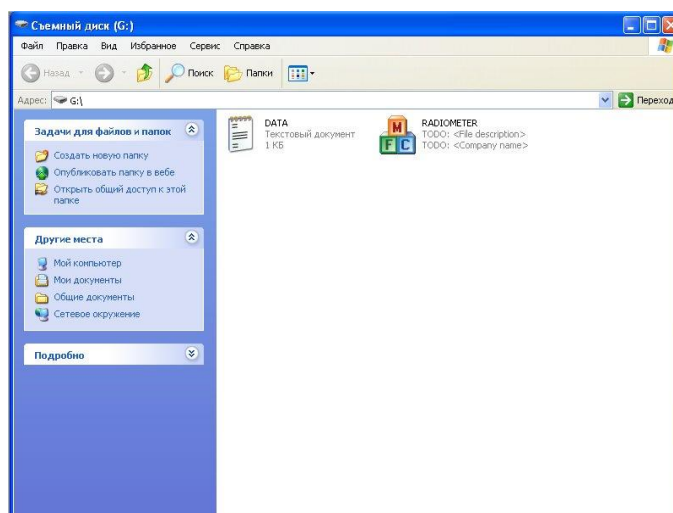 Съемный диск (G:)
Файл Правка Вид Избранное Сервис Справка
Назад Поиск Папки
Адрес: G:\ Переход
Задачи для файлов и папок
Создать новую папку
Опубликовать папку в вебе
Открыть общий доступ к этой
папке
Другие места
Мой компьютер
Мои документы
Общие документы
Сетевое окружение
Подробно
DATA
Текстовый документ
1 КБ
RADIOMETER
TODO: <File description>
TODO: <Company name>
M
F C